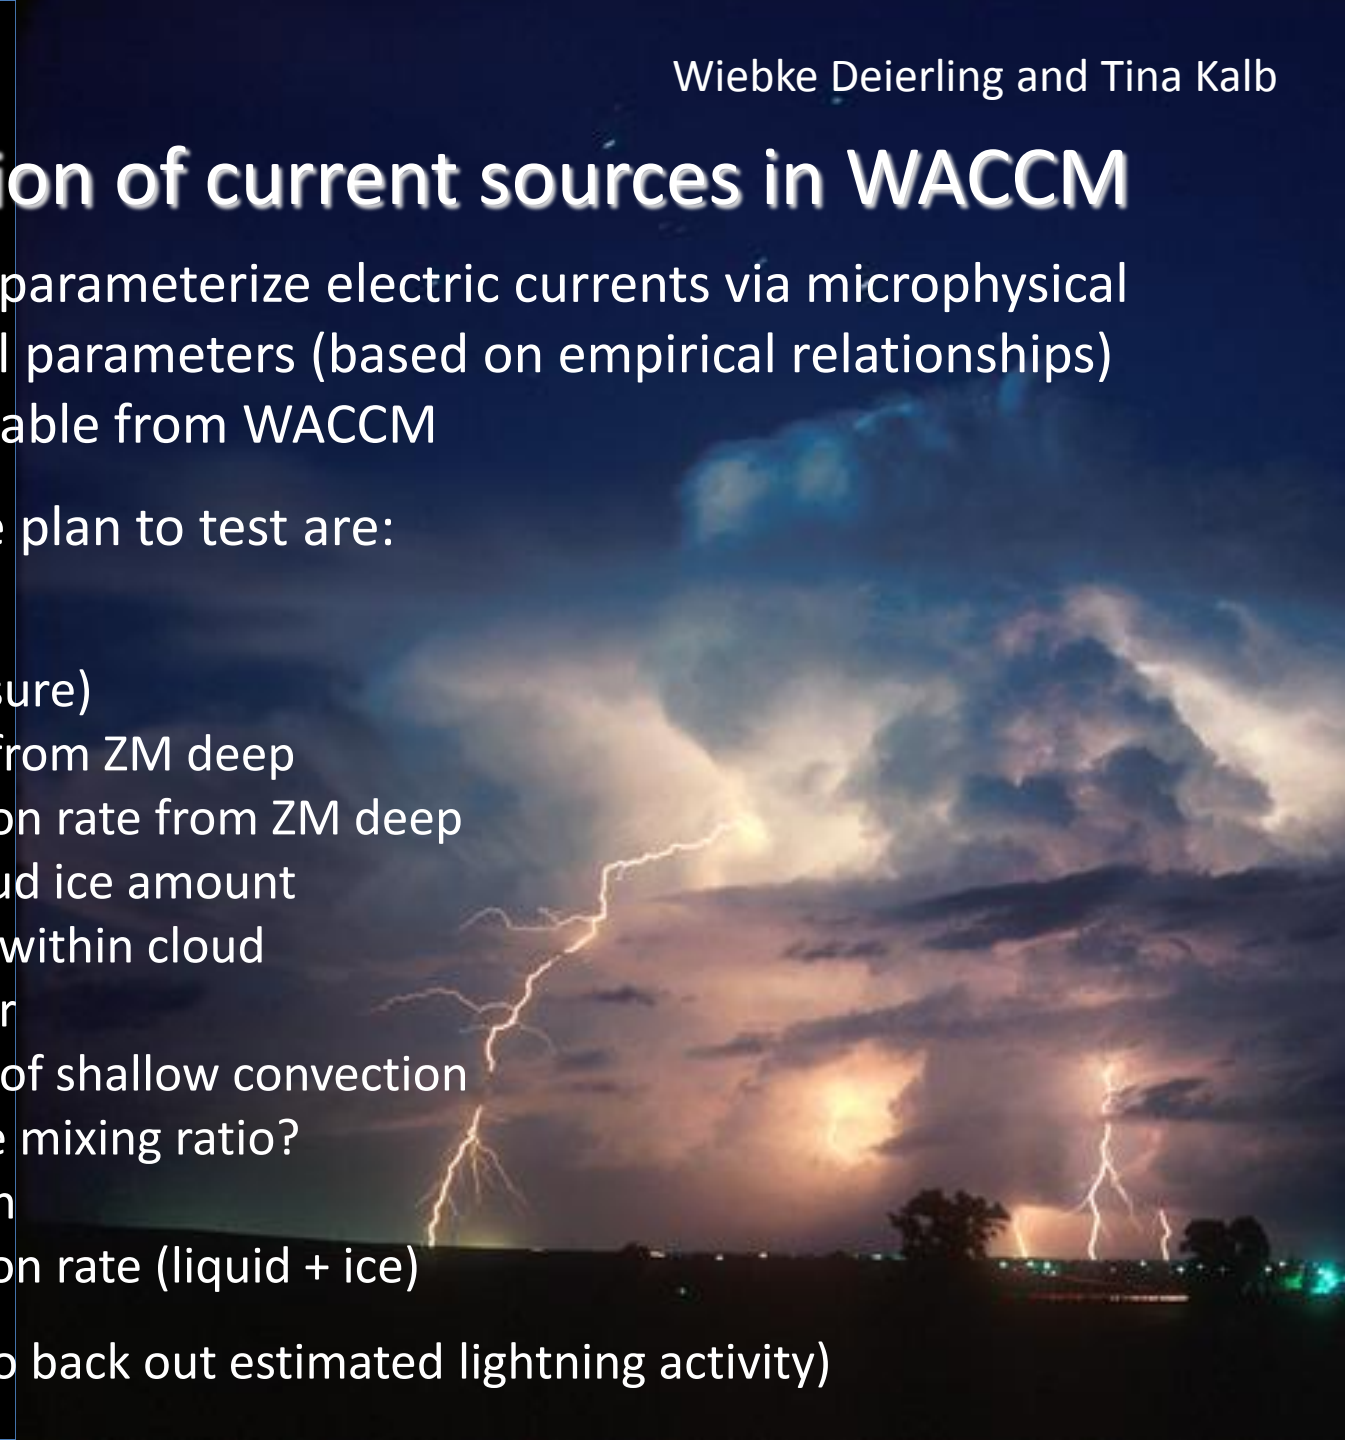 Wiebke Deierling and Tina Kalb
ion of current sources in WACCM
parameterize electric currents via microphysical
l parameters (based on empirical relationships)
able from WACCM
e plan to test are:
sure)
from ZM deep
on rate from ZM deep
ud ice amount
within cloud
r
of shallow convection
e mixing ratio?
n
on rate (liquid + ice)
o back out estimated lightning activity)